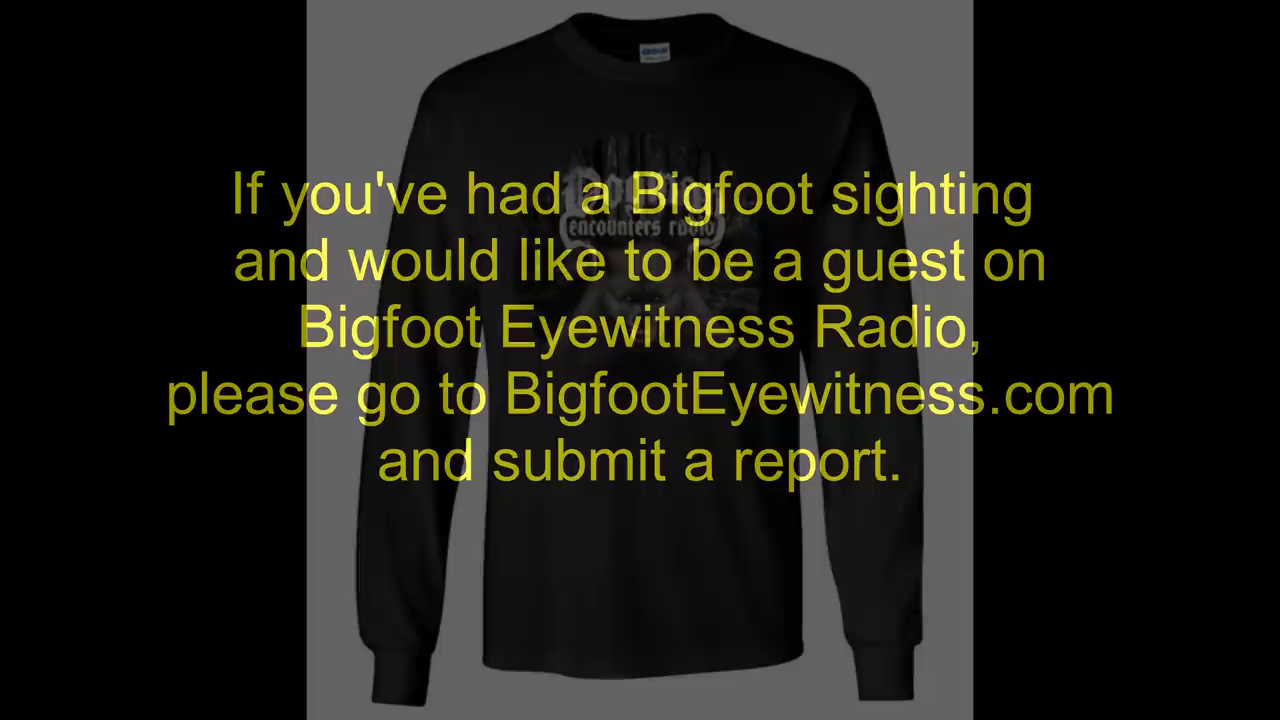 If you've had a Bigfoot sighting
and would like to be a guest on
Bigfoot Eyewitness Radio,
please go to BigfootEyewitness.com
and submit a report.
encounters radio